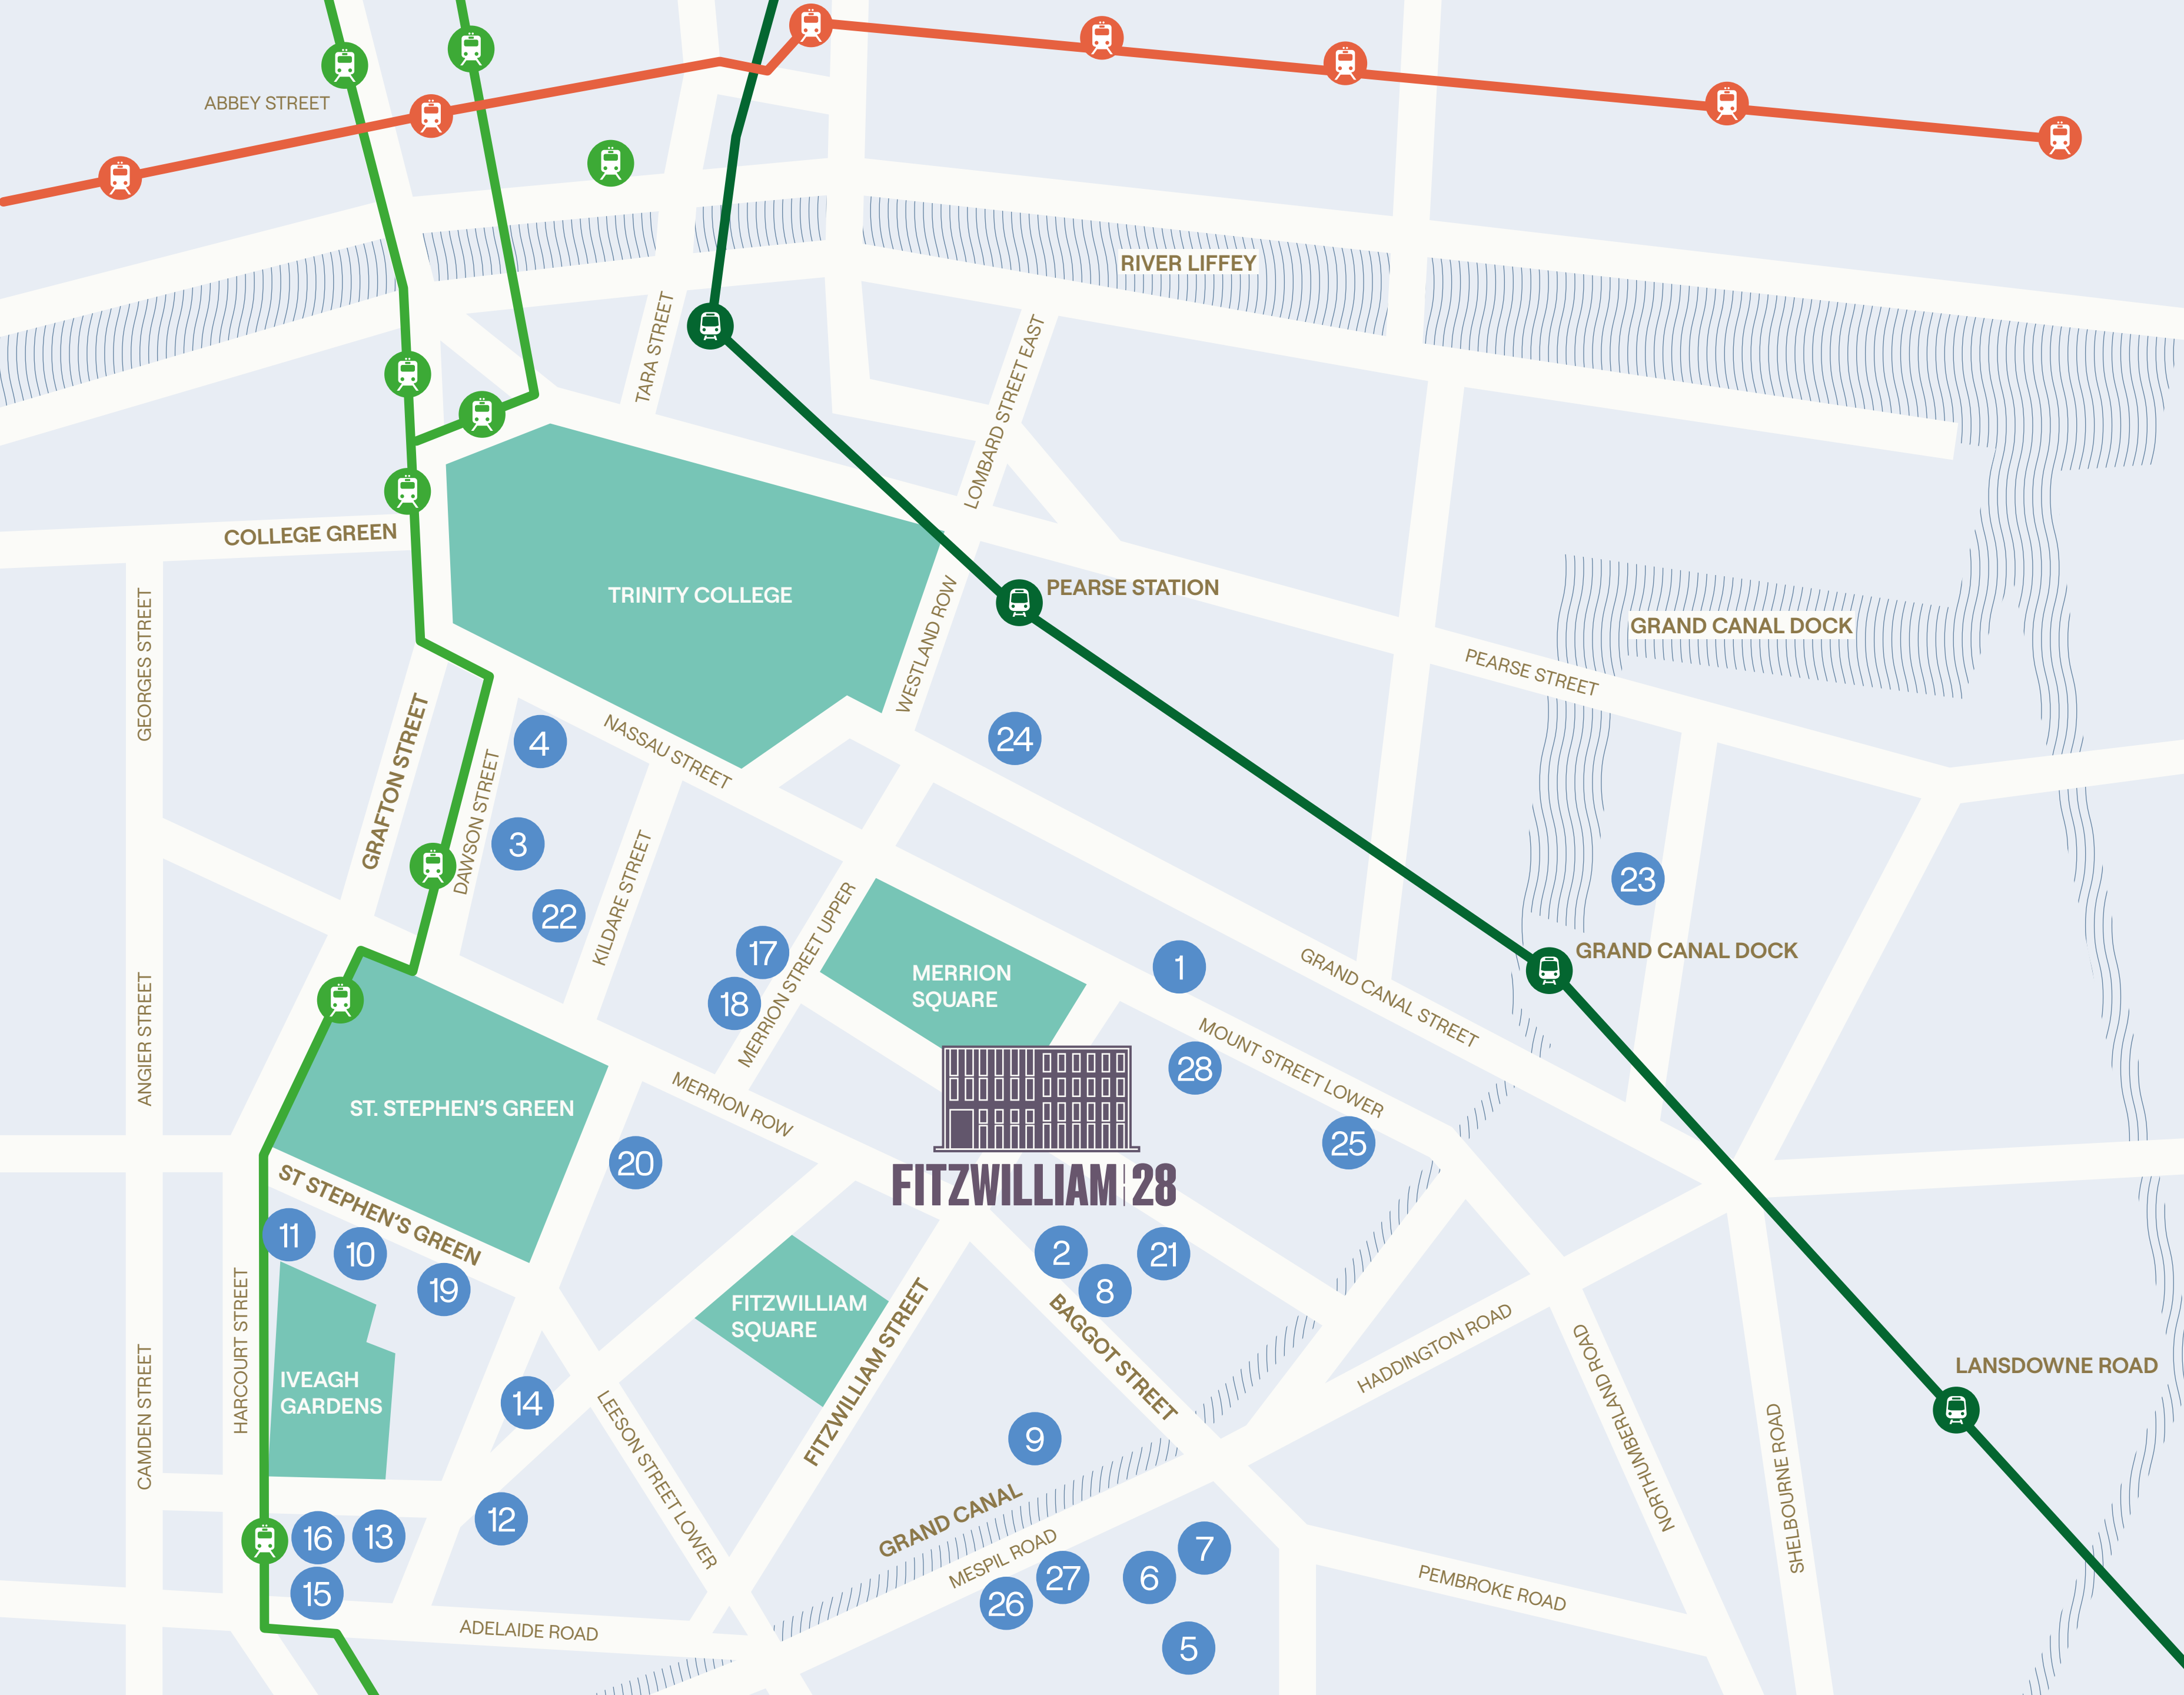 ABBEY STREET
RIVER LIFFEY
TARA STREET
LOMBARD STREET EAST
COLLEGE GREEN
TRINITY COLLEGE
PEARSE STATION
GRAND CANAL DOCK
PEARSE STREET
GEORGES STREET
WESTLAND ROW
GRAFTON STREET
NASSAU STREET
4
24
DAWSON STREET
3
KILDARE STREET
22
23
MERRION STREET UPPER
17
18
MERRION
SQUARE
1
GRAND CANAL STREET
GRAND CANAL DOCK
ANGIER STREET
MOUNT STREET LOWER
28
ST. STEPHEN'S GREEN
MERRION ROW
25
20
FITZWILLIAM 28
ST STEPHEN'S GREEN
11
10
19
2
21
8
FITZWILLIAM
SQUARE
FITZWILLIAM STREET
BAGGOT STREET
HADDINGTON ROAD
NORTHUMBERLAND ROAD
LANSDOWNE ROAD
HARCOURT STREET
CAMDEN STREET
IVEAGH
GARDENS
14
LEESON STREET LOWER
9
SHELBOURNE ROAD
GRAND CANAL
MESPIL ROAD
12
16
13
15
7
27
6
26
5
PEMBROKE ROAD
ADELAIDE ROAD